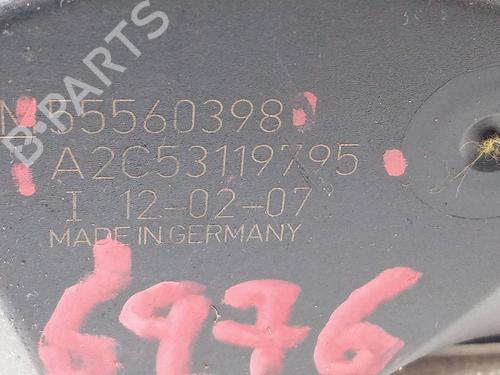 B-PARTS
M 55560398
A2C53119795
I 12-02-07
MADE IN GERMANY
6976